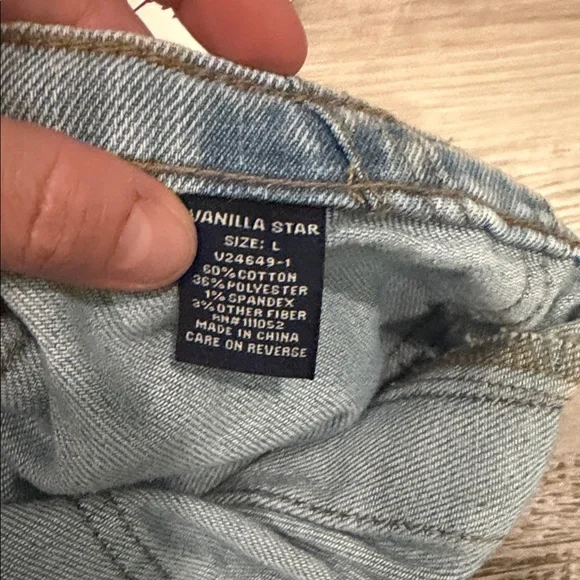 VANILLA STAR
SIZE: L
V24649-1
60% COTTON
36% POLYESTER
1% SPANDEX
3% OTHER FIBER
RN# 111052
MADE IN CHINA
CARE ON REVERSE